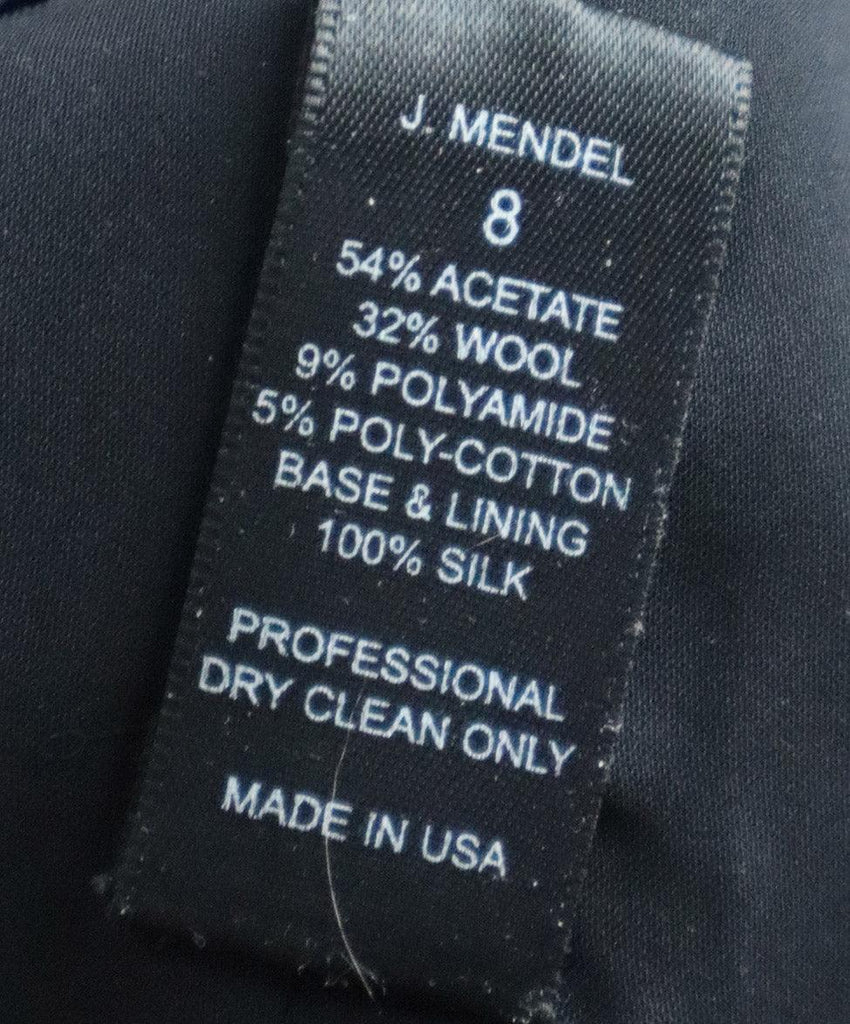 J. MENDEL
8
54% ACETATE
32% WOOL
9% POLYAMIDE
5% POLY-COTTON
BASE & LINING
100% SILK
PROFESSIONAL
DRY CLEAN ONLY
MADE IN USA